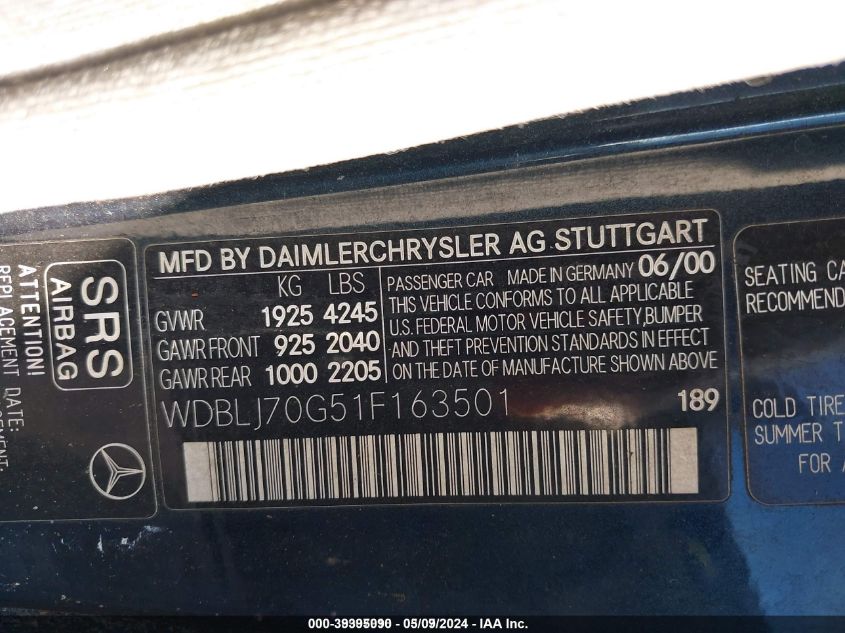 MFD BY DAIMLERCHRYSLER AG STUTTGART
KG LBS
GVWR 1925 4245
GAWR FRONT 925 2040
GAWR REAR 1000 2205
PASSENGER CAR MADE IN GERMANY 06/00
THIS VEHICLE CONFORMS TO ALL APPLICABLE
U.S. FEDERAL MOTOR VEHICLE SAFETY, BUMPER
AND THEFT PREVENTION STANDARDS IN EFFECT
ON THE DATE OF MANUFACTURE SHOWN ABOVE
WDBLJ70G51F163501 189
SRS
AIRBAG
ATTENTION!
REPLACEMENT DATE:
SEATING CA
RECOMMEND
COLD TIRE
SUMMER T
FOR
000-39395090 - 05/09/2024 - IAA Inc.